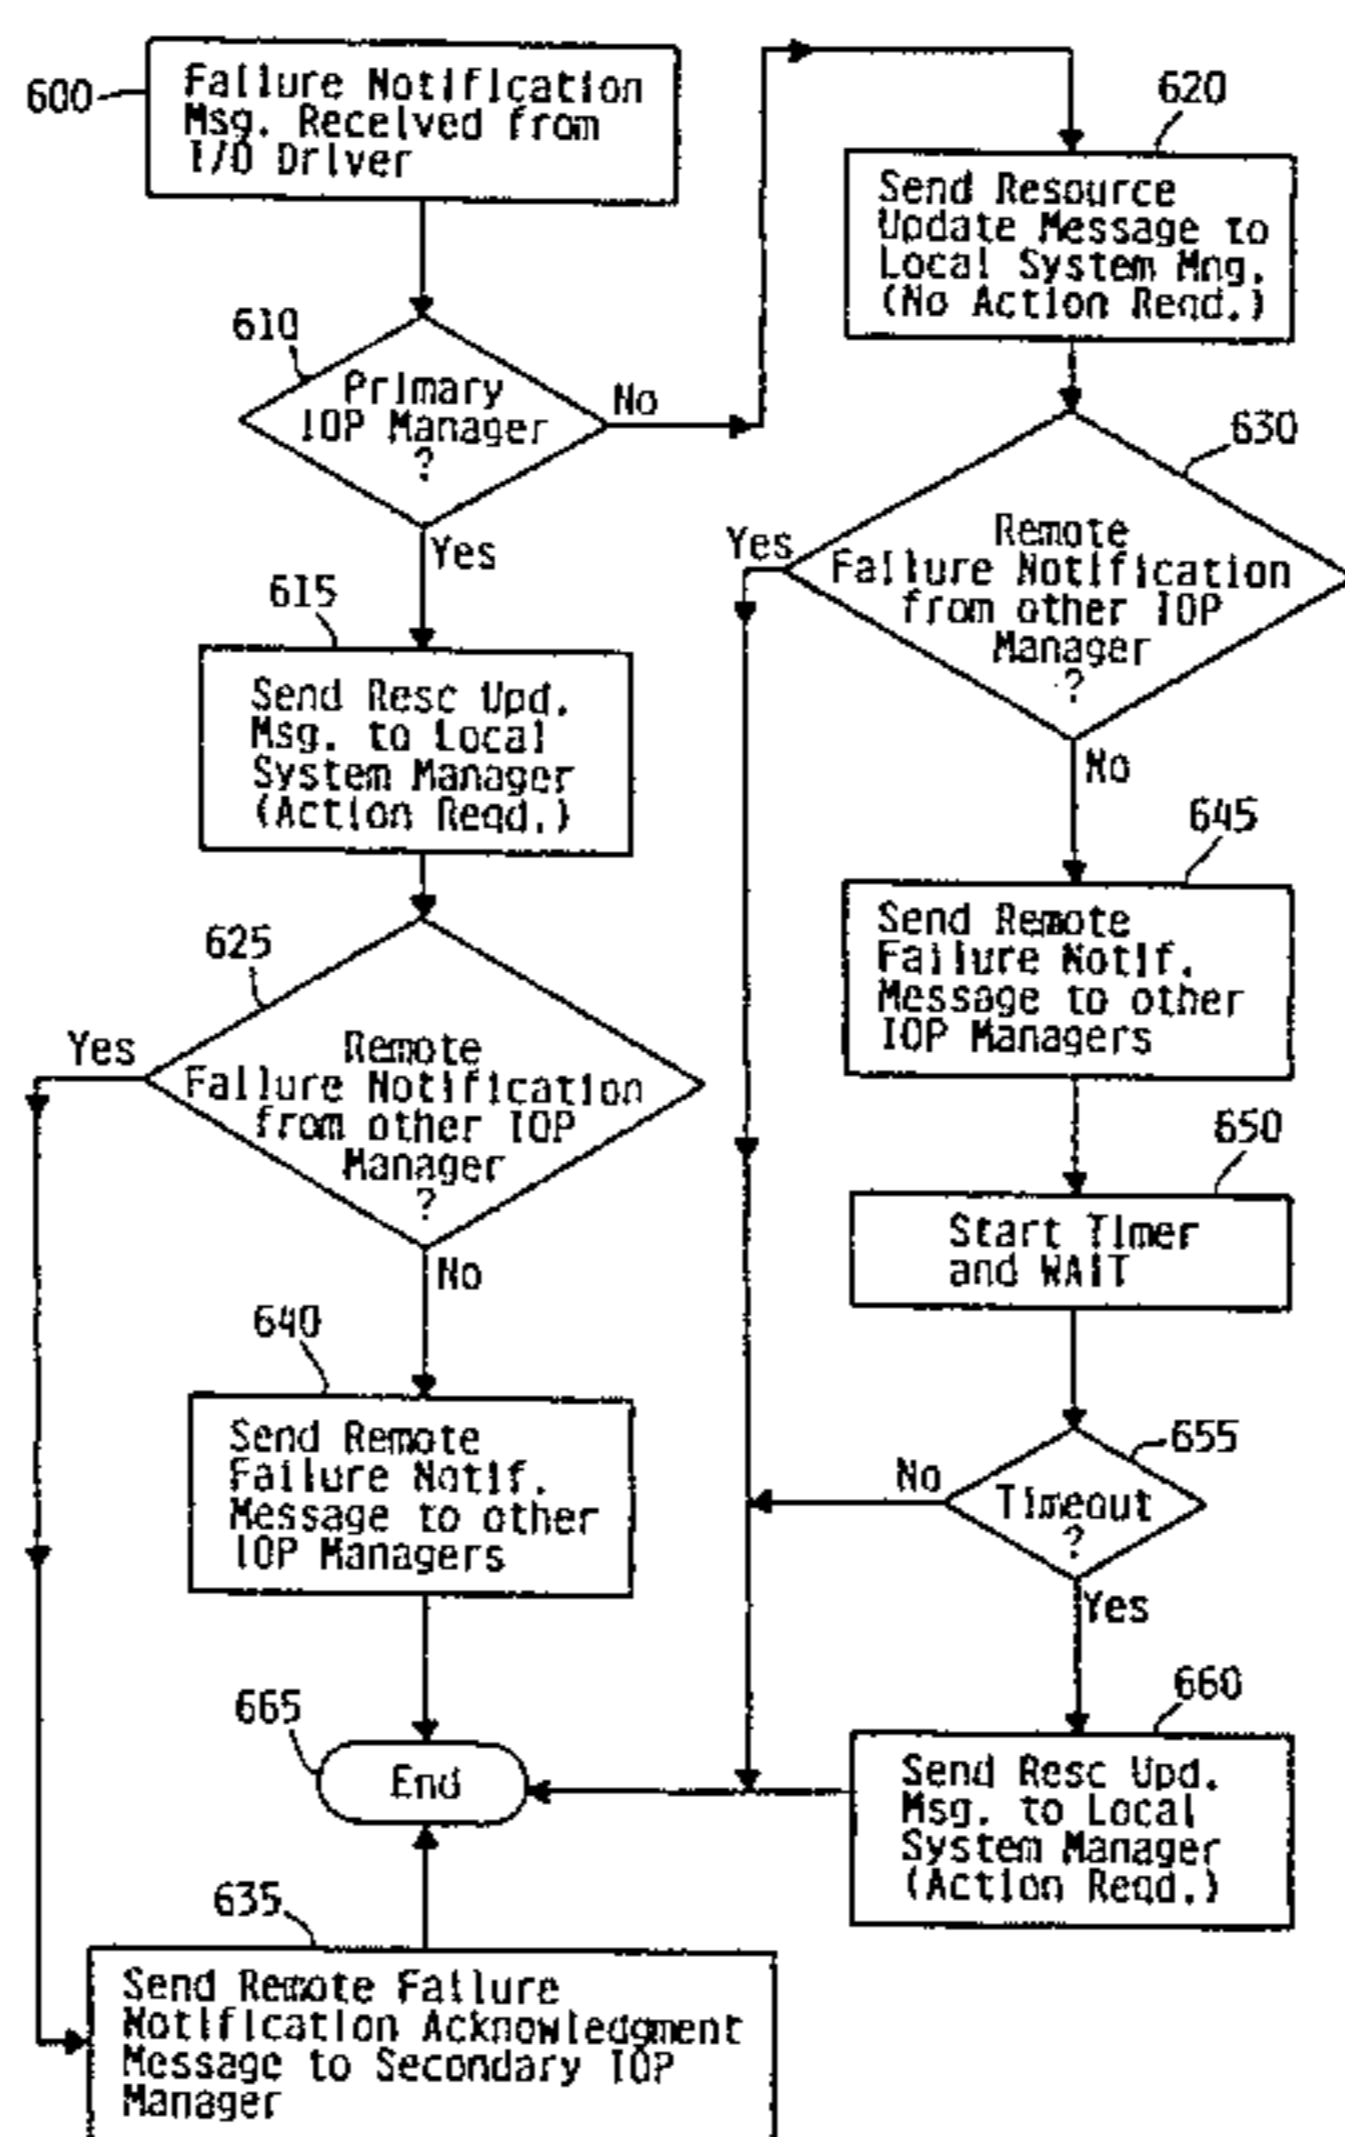 600
Failure Notification
Msg. Received from
I/O Driver
610
Primary
IOP Manager
?
No
Yes
615
Send Resc Upd.
Msg. to Local
System Manager
(Action Reqd.)
625
Remote
Failure Notification
from other IOP
Manager
?
Yes
No
640
Send Remote
Failure Notif.
Message to other
IOP Managers
665
End
635
Send Remote Failure
Notification Acknowledgment
Message to Secondary IOP
Manager
620
Send Resource
Update Message to
Local System Mng.
(No Action Reqd.)
630
Remote
Failure Notification
from other IOP
Manager
?
Yes
No
645
Send Remote
Failure Notif.
Message to other
IOP Managers
650
Start Timer
and WAIT
655
Timeout
?
No
Yes
660
Send Resc Upd.
Msg. to Local
System Manager
(Action Reqd.)